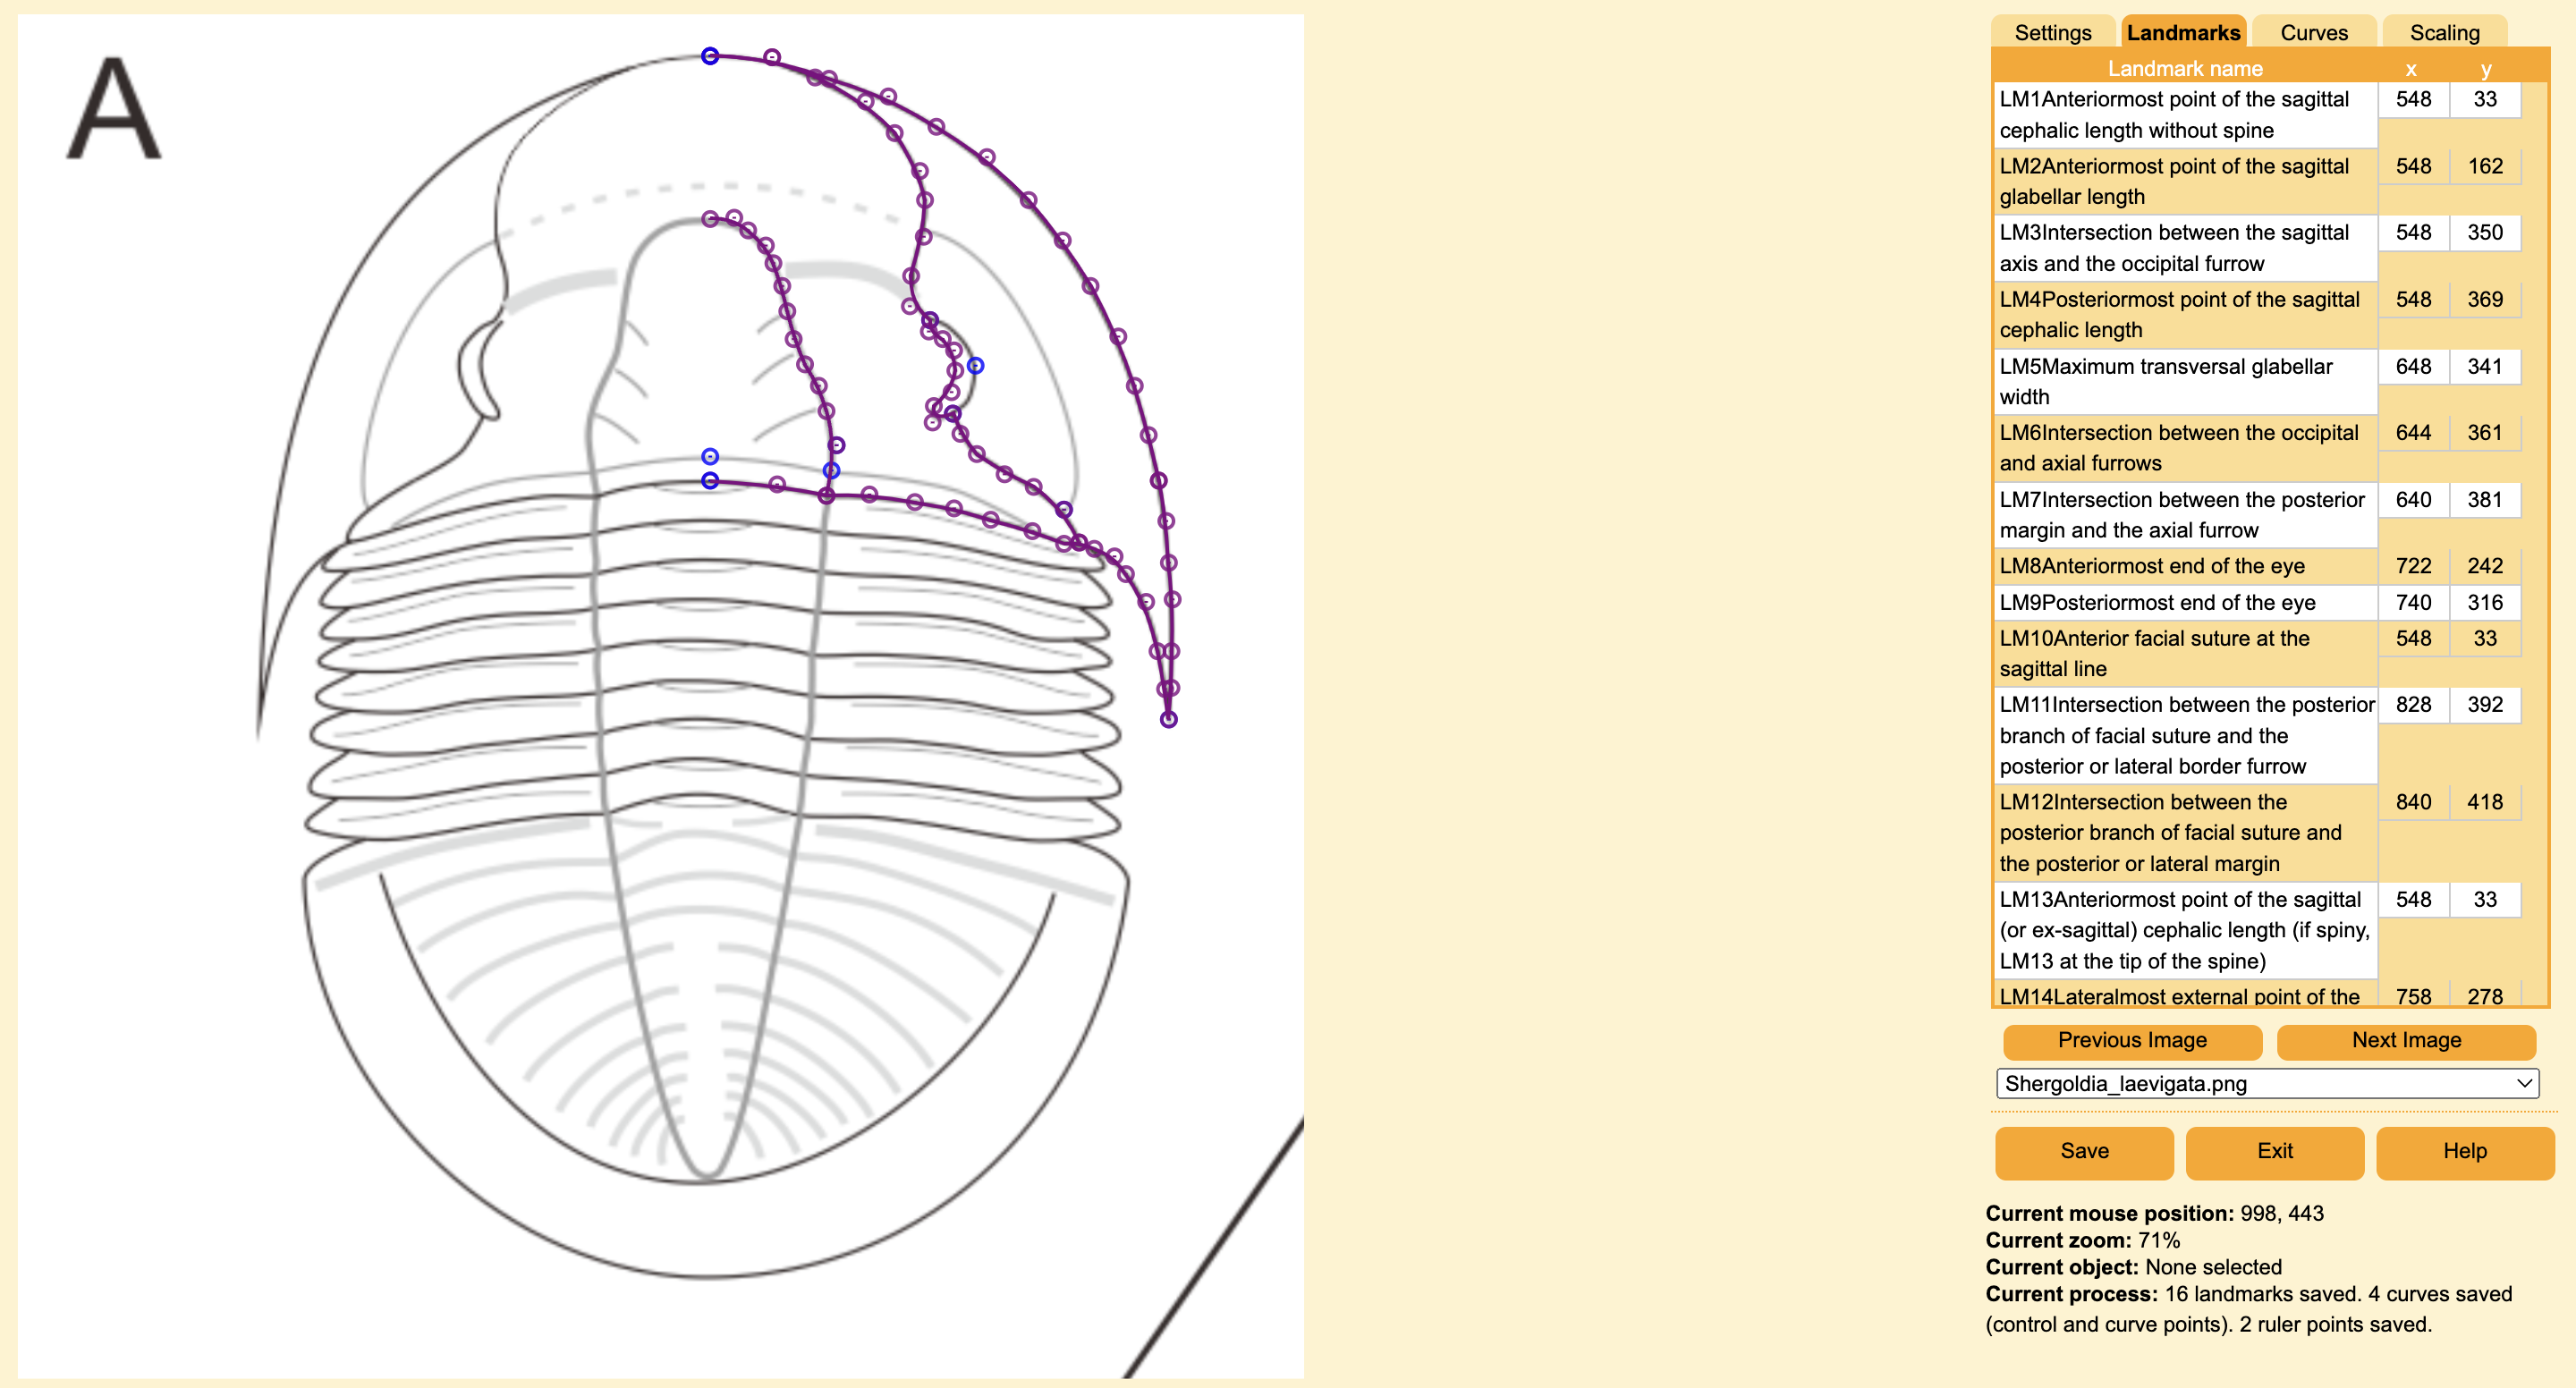 A
Settings Landmarks Curves Scaling
Landmark name x y
LM1Anteriormost point of the sagittal 548 33
cephalic length without spine
LM2Anteriormost point of the sagittal 548 162
glabellar length
LM3Intersection between the sagittal 548 350
axis and the occipital furrow
LM4Posteriormost point of the sagittal 548 369
cephalic length
LM5Maximum transversal glabellar 648 341
width
LM6Intersection between the occipital 644 361
and axial furrows
LM7Intersection between the posterior 640 381
margin and the axial furrow
LM8Anteriormost end of the eye 722 242
LM9Posteriormost end of the eye 740 316
LM10Anterior facial suture at the 548 33
sagittal line
LM11Intersection between the posterior 828 392
branch of facial suture and the
posterior or lateral border furrow
LM12Intersection between the 840 418
posterior branch of facial suture and
the posterior or lateral margin
LM13Anteriormost point of the sagittal 548 33
(or ex-sagittal) cephalic length (if spiny,
LM13 at the tip of the spine)
LM14Lateralmost external point of the 758 278
Previous Image Next Image
Shergoldia_laevigata.png
Save Exit Help
Current mouse position: 998, 443
Current zoom: 71%
Current object: None selected
Current process: 16 landmarks saved. 4 curves saved
(control and curve points). 2 ruler points saved.